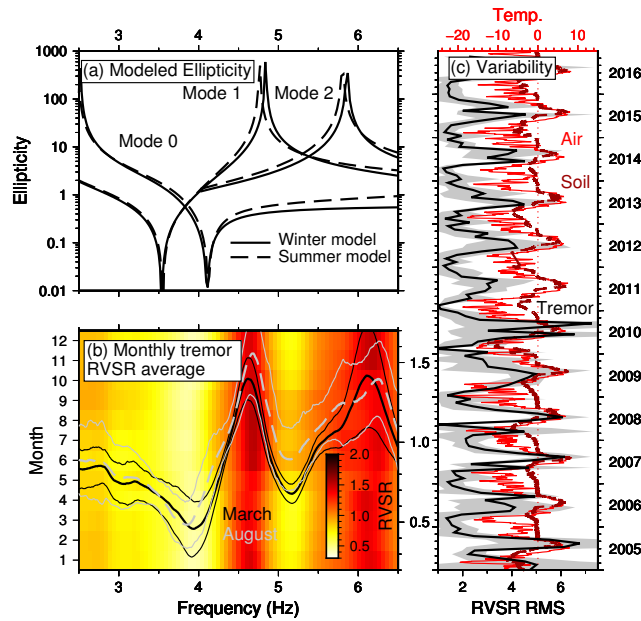 3 4 5 6
Temp.
-20 -10 0 10
1000
100
10
1
0.1
0.01
Ellipticity
(a) Modeled Ellipticity
Mode 1
Mode 2
Mode 0
Winter model
Summer model
(c) Variability
Air
Soil
Tremor
2016
2015
2014
2013
2012
2011
2010
2009
2008
2007
2006
2005
(b) Monthly tremor
RVSR average
12
11
10
9
8
7
6
5
4
3
2
1
Month
1.5
1.0
0.5
March
August
2.0
1.5
1.0
0.5
RVSR
3 4 5 6
Frequency (Hz)
2 4 6
RVSR RMS